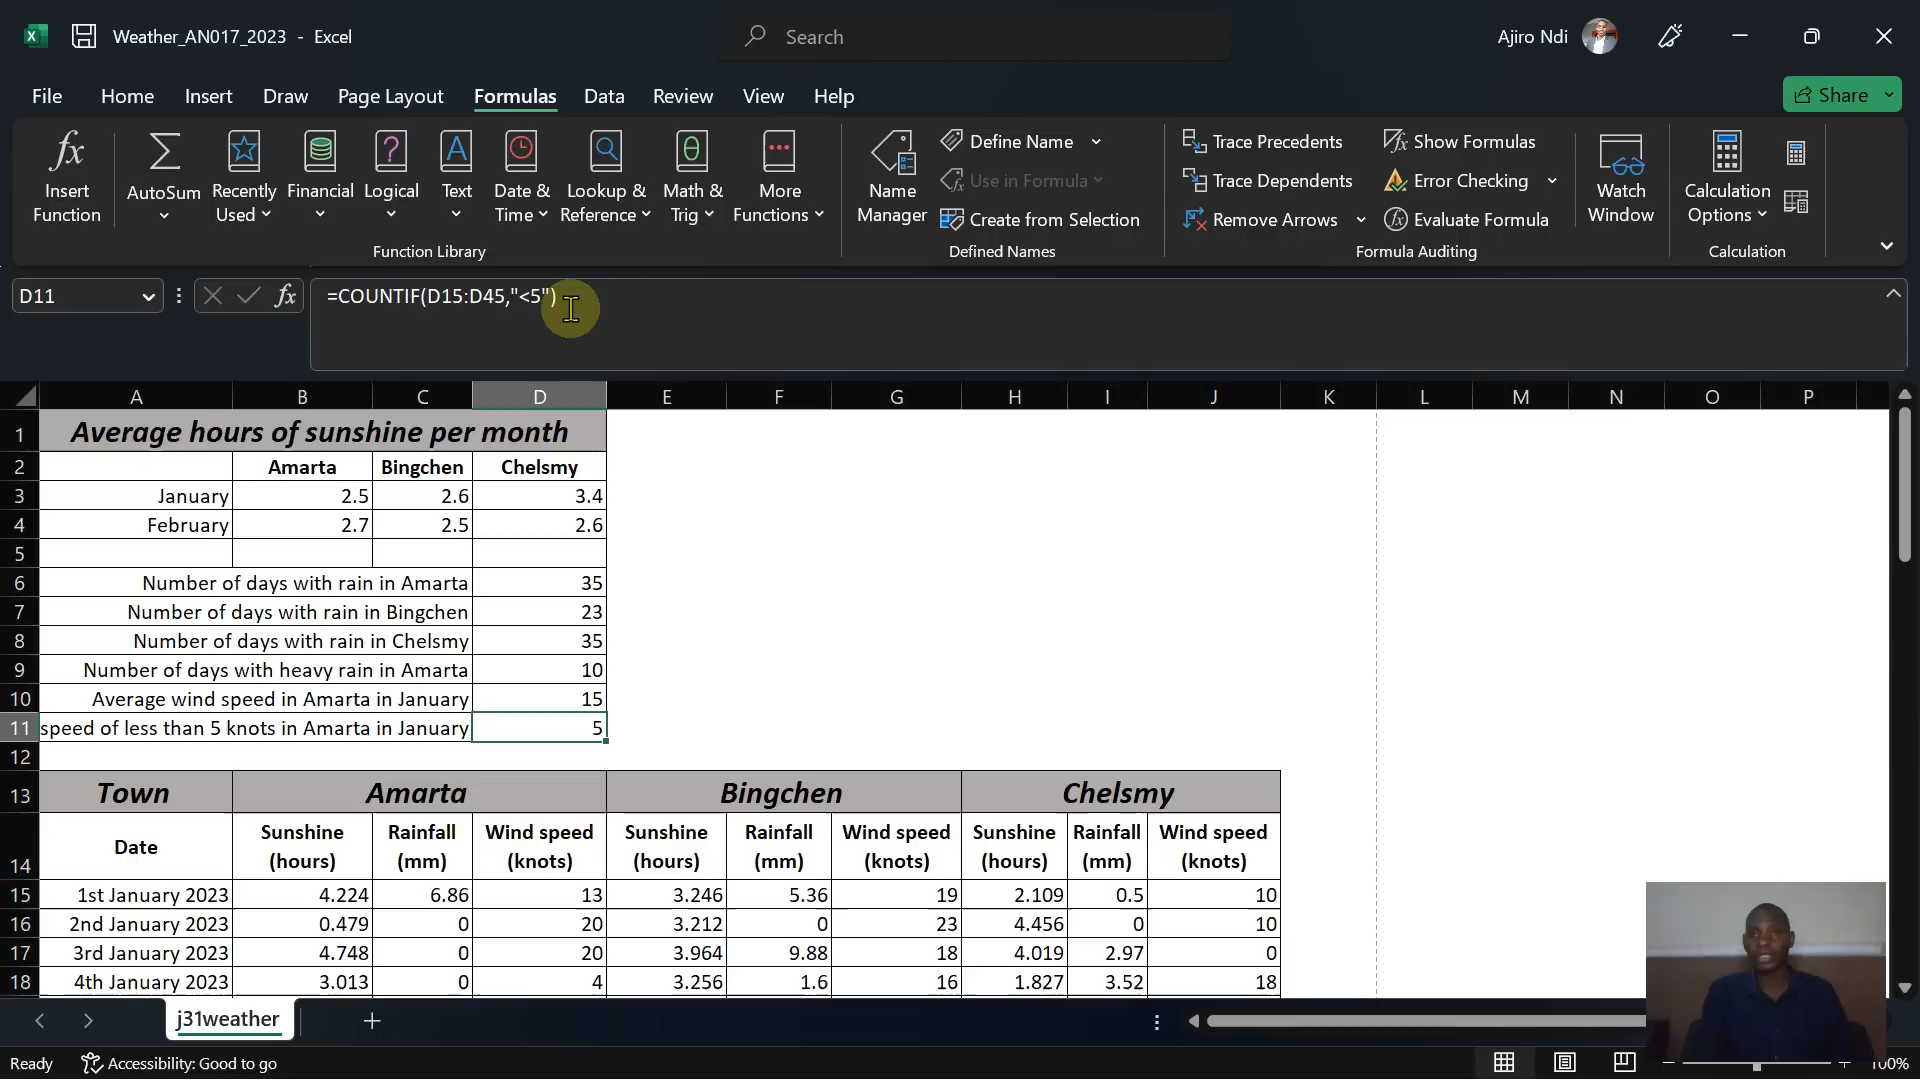 Weather_AN017_2023 - Excel
Search
Ajiro Ndi
File Home Insert Draw Page Layout Formulas Data Review View Help
Share
Insert Function
AutoSum
Recently Used
Financial
Logical
Text
Date & Time
Lookup & Reference
Math & Trig
More Functions
Function Library
Name Manager
Define Name
Use in Formula
Create from Selection
Defined Names
Trace Precedents
Trace Dependents
Remove Arrows
Show Formulas
Error Checking
Evaluate Formula
Formula Auditing
Watch Window
Calculation Options
Calculation
D11
fx
=COUNTIF(D15:D45,"<5")
A B C D E F G H I J K L M N O P
1 Average hours of sunshine per month
2 Amarta Bingchen Chelsmy
3 January 2.5 2.6 3.4
4 February 2.7 2.5 2.6
5
6 Number of days with rain in Amarta 35
7 Number of days with rain in Bingchen 23
8 Number of days with rain in Chelsmy 35
9 Number of days with heavy rain in Amarta 10
10 Average wind speed in Amarta in January 15
11 speed of less than 5 knots in Amarta in January 5
12
13 Town Amarta Bingchen Chelsmy
14 Date Sunshine (hours) Rainfall (mm) Wind speed (knots) Sunshine (hours) Rainfall (mm) Wind speed (knots) Sunshine (hours) Rainfall (mm) Wind speed (knots)
15 1st January 2023 4.224 6.86 13 3.246 5.36 19 2.109 0.5 10
16 2nd January 2023 0.479 0 20 3.212 0 23 4.456 0 10
17 3rd January 2023 4.748 0 20 3.964 9.88 18 4.019 2.97 0
18 4th January 2023 3.013 0 4 3.256 1.6 16 1.827 3.52 18
j31weather
Ready
Accessibility: Good to go
100%